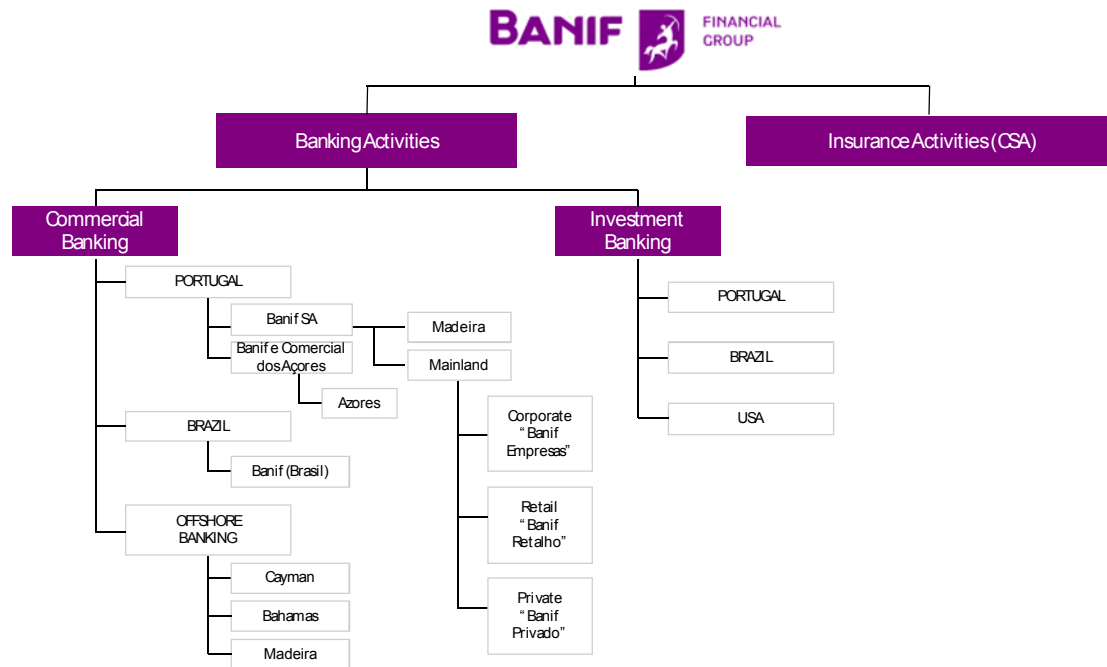 BANIF
FINANCIAL
GROUP
Banking Activities
Insurance Activities (CSA)
Commercial
Banking
Investment
Banking
PORTUGAL
Banif SA
Madeira
Banif e Comercial
dos Açores
Mainland
Azores
Corporate
"Banif
Empresas"
BRAZIL
Banif (Brasil)
Retail
"Banif
Retalho"
OFFSHORE
BANKING
Cayman
Bahamas
Madeira
Private
"Banif
Privado"
PORTUGAL
BRAZIL
USA